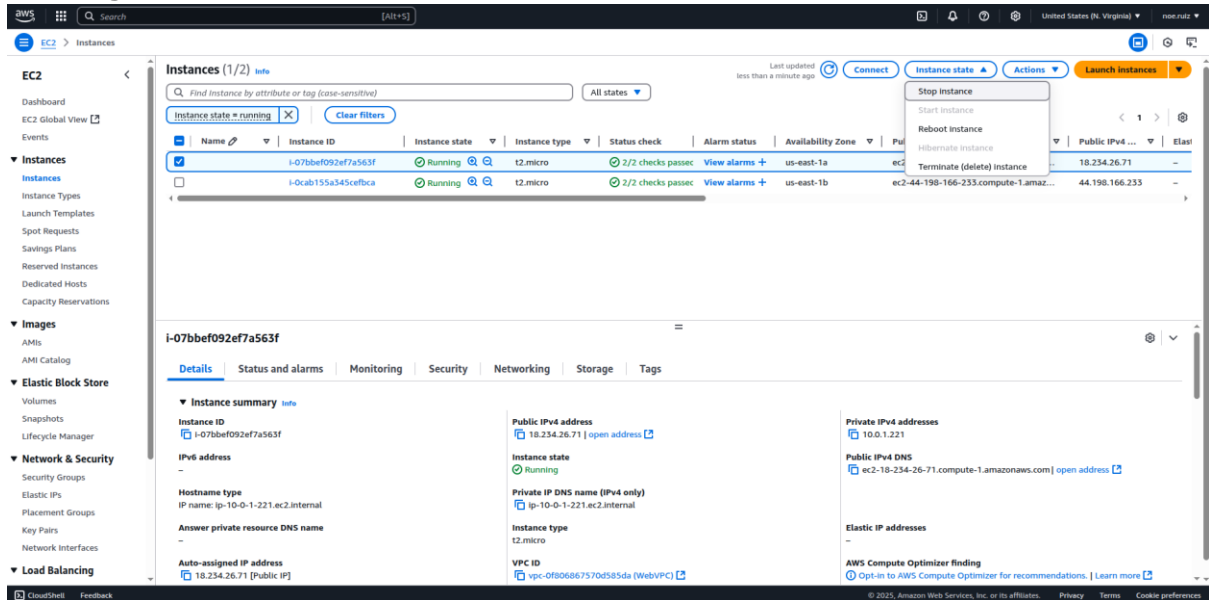 aws Search [Alt+S] United States (N. Virginia) noe.ruiz
EC2 > Instances
EC2
Dashboard
EC2 Global View
Events
Instances
Instances
Instance Types
Launch Templates
Spot Requests
Savings Plans
Reserved Instances
Dedicated Hosts
Capacity Reservations
Images
AMIs
AMI Catalog
Elastic Block Store
Volumes
Snapshots
Lifecycle Manager
Network & Security
Security Groups
Elastic IPs
Placement Groups
Key Pairs
Network Interfaces
Load Balancing
Instances (1/2) Info
Last updated
less than a minute ago
Connect Instance state Actions Launch instances
Find Instance by attribute or tag (case-sensitive) All states
Instance state = running Clear filters
1
Stop instance
Start instance
Reboot instance
Hibernate instance
Terminate (delete) instance
Name Instance ID Instance state Instance type Status check Alarm status Availability Zone Pu Public IPv4 ... Elast
i-07bbef092ef7a563f Running t2.micro 2/2 checks passec View alarms + us-east-1a ec2 18.234.26.71 –
i-0cab155a345cefbca Running t2.micro 2/2 checks passec View alarms + us-east-1b ec2-44-198-166-233.compute-1.amaz... 44.198.166.233 –
i-07bbef092ef7a563f
Details Status and alarms Monitoring Security Networking Storage Tags
Instance summary Info
Instance ID
i-07bbef092ef7a563f
Public IPv4 address
18.234.26.71 | open address
Private IPv4 addresses
10.0.1.221
IPv6 address
–
Instance state
Running
Public IPv4 DNS
ec2-18-234-26-71.compute-1.amazonaws.com | open address
Hostname type
IP name: ip-10-0-1-221.ec2.internal
Private IP DNS name (IPv4 only)
ip-10-0-1-221.ec2.internal
Answer private resource DNS name
–
Instance type
t2.micro
Elastic IP addresses
–
Auto-assigned IP address
18.234.26.71 [Public IP]
VPC ID
vpc-0f806867570d585da (WebVPC)
AWS Compute Optimizer finding
Opt-in to AWS Compute Optimizer for recommendations. | Learn more
CloudShell Feedback © 2025, Amazon Web Services, Inc. or its affiliates. Privacy Terms Cookie preferences